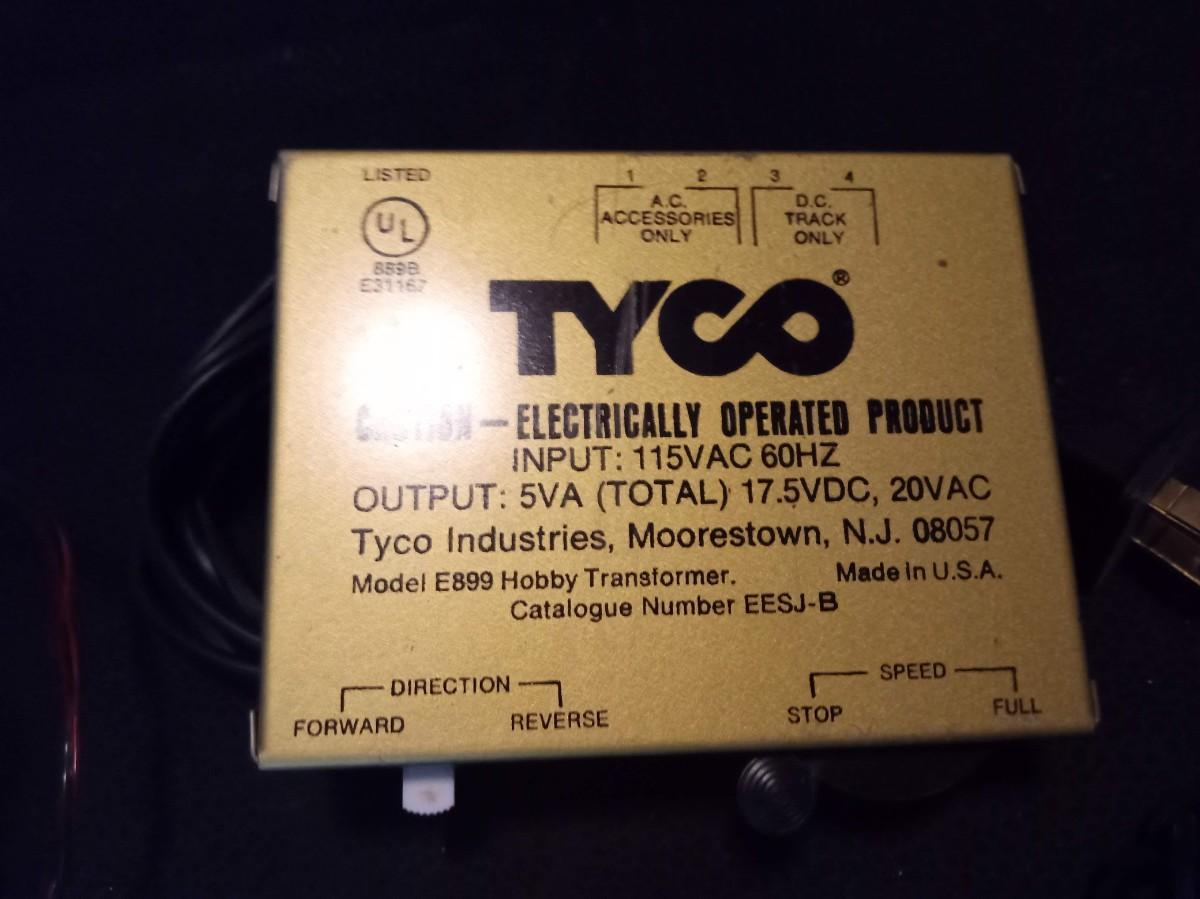 LISTED
UL
889B
E31167
1 2 3 4
A.C. ACCESSORIES ONLY
D.C. TRACK ONLY
TYCO®
CAUTION — ELECTRICALLY OPERATED PRODUCT
INPUT: 115VAC 60HZ
OUTPUT: 5VA (TOTAL) 17.5VDC, 20VAC
Tyco Industries, Moorestown, N.J. 08057
Model E899 Hobby Transformer. Made in U.S.A.
Catalogue Number EESJ-B
DIRECTION
FORWARD REVERSE
SPEED
STOP FULL